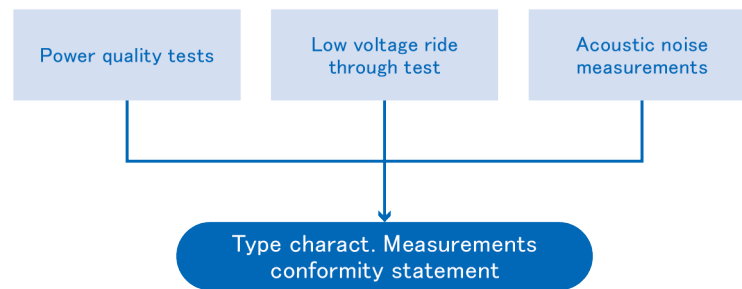 Power quality tests
Low voltage ride
through test
Acoustic noise
measurements
Type charact. Measurements
conformity statement